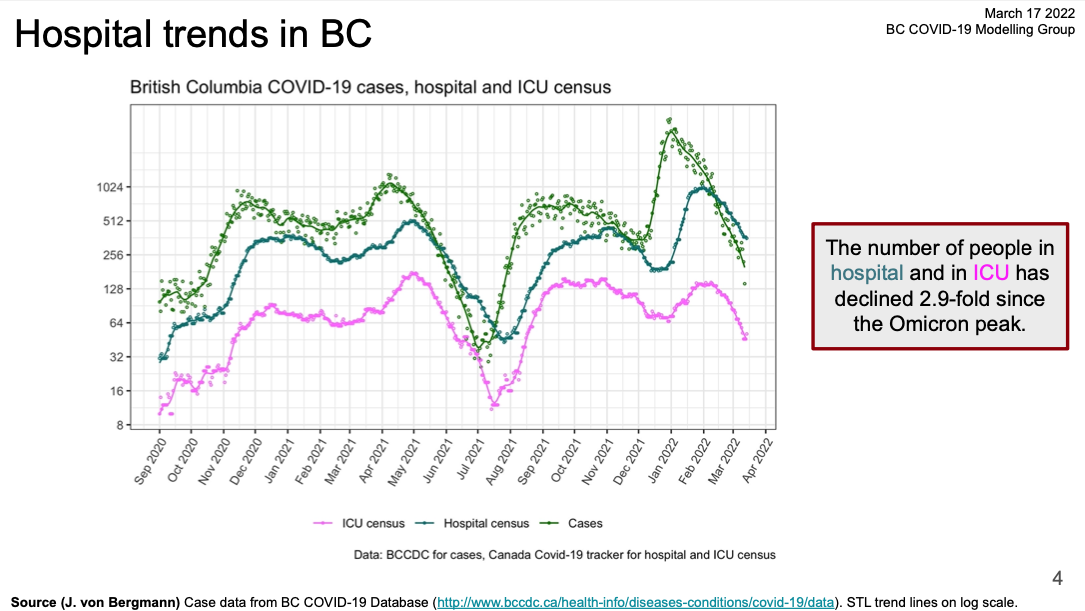 Hospital trends in BC
March 17 2022
BC COVID-19 Modelling Group
British Columbia COVID-19 cases, hospital and ICU census
1024
512
256
128
64
32
16
8
Sep 2020
Oct 2020
Nov 2020
Dec 2020
Jan 2021
Feb 2021
Mar 2021
Apr 2021
May 2021
Jun 2021
Jul 2021
Aug 2021
Sep 2021
Oct 2021
Nov 2021
Dec 2021
Jan 2022
Feb 2022
Mar 2022
Apr 2022
ICU census
Hospital census
Cases
Data: BCCDC for cases, Canada Covid-19 tracker for hospital and ICU census
The number of people in
hospital and in ICU has
declined 2.9-fold since
the Omicron peak.
4
Source (J. von Bergmann) Case data from BC COVID-19 Database (http://www.bccdc.ca/health-info/diseases-conditions/covid-19/data). STL trend lines on log scale.